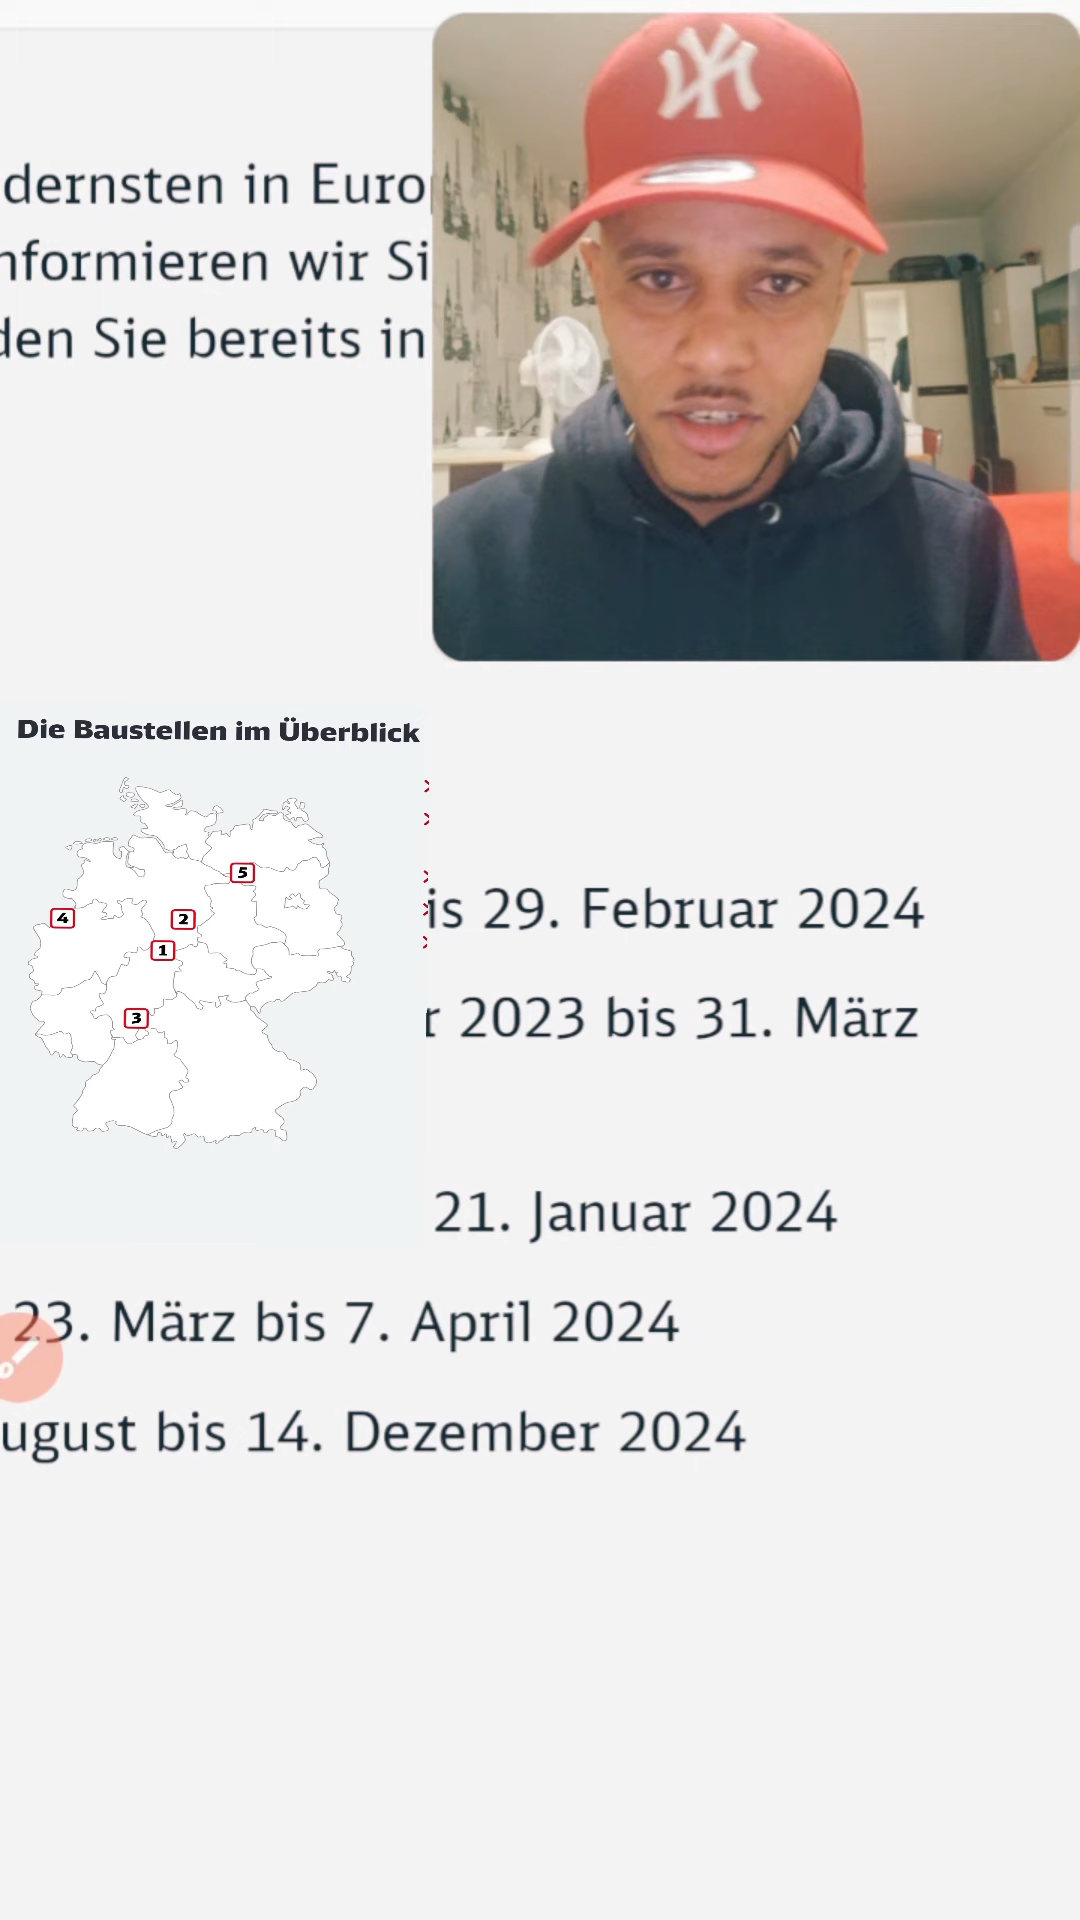 NY
dernsten in Euro
nformieren wir Si
den Sie bereits in
Die Baustellen im Überblick
5
4
2
1
3
is 29. Februar 2024
r 2023 bis 31. März
21. Januar 2024
23. März bis 7. April 2024
ugust bis 14. Dezember 2024